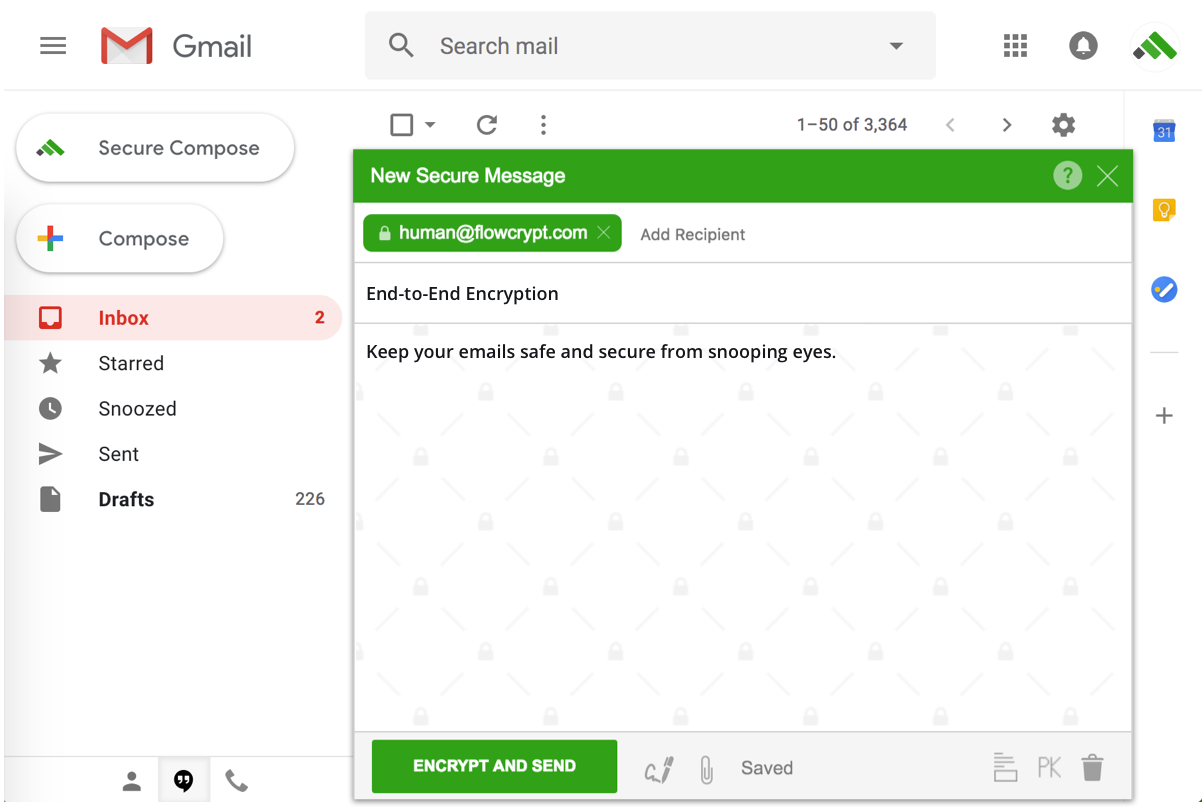 Gmail
Search mail
Secure Compose
Compose
Inbox 2
Starred
Snoozed
Sent
Drafts 226
1–50 of 3,364
31
New Secure Message ?
human@flowcrypt.com Add Recipient
End-to-End Encryption
Keep your emails safe and secure from snooping eyes.
ENCRYPT AND SEND Saved PK